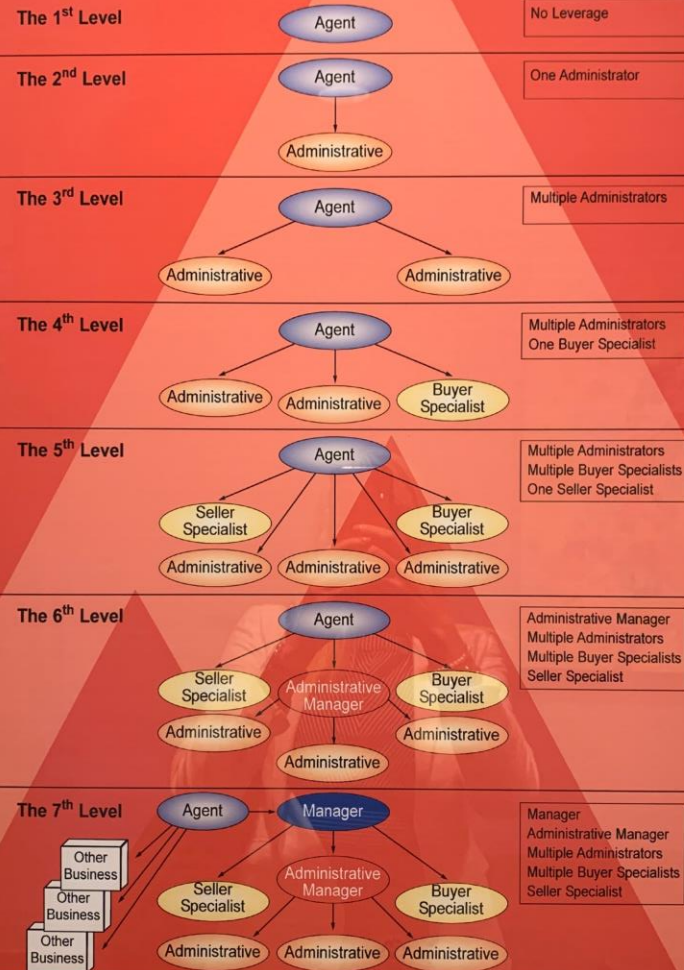 The 1st Level
Agent
No Leverage
The 2nd Level
Agent
One Administrator
Administrative
The 3rd Level
Agent
Multiple Administrators
Administrative
Administrative
The 4th Level
Agent
Multiple Administrators
One Buyer Specialist
Administrative
Administrative
Buyer
Specialist
The 5th Level
Agent
Multiple Administrators
Multiple Buyer Specialists
One Seller Specialist
Seller
Specialist
Buyer
Specialist
Administrative
Administrative
Administrative
The 6th Level
Agent
Administrative Manager
Multiple Administrators
Multiple Buyer Specialists
Seller Specialist
Seller
Specialist
Administrative
Manager
Buyer
Specialist
Administrative
Administrative
Administrative
The 7th Level
Agent
Manager
Manager
Administrative Manager
Multiple Administrators
Multiple Buyer Specialists
Seller Specialist
Other
Business
Other
Business
Other
Business
Seller
Specialist
Administrative
Manager
Buyer
Specialist
Administrative
Administrative
Administrative